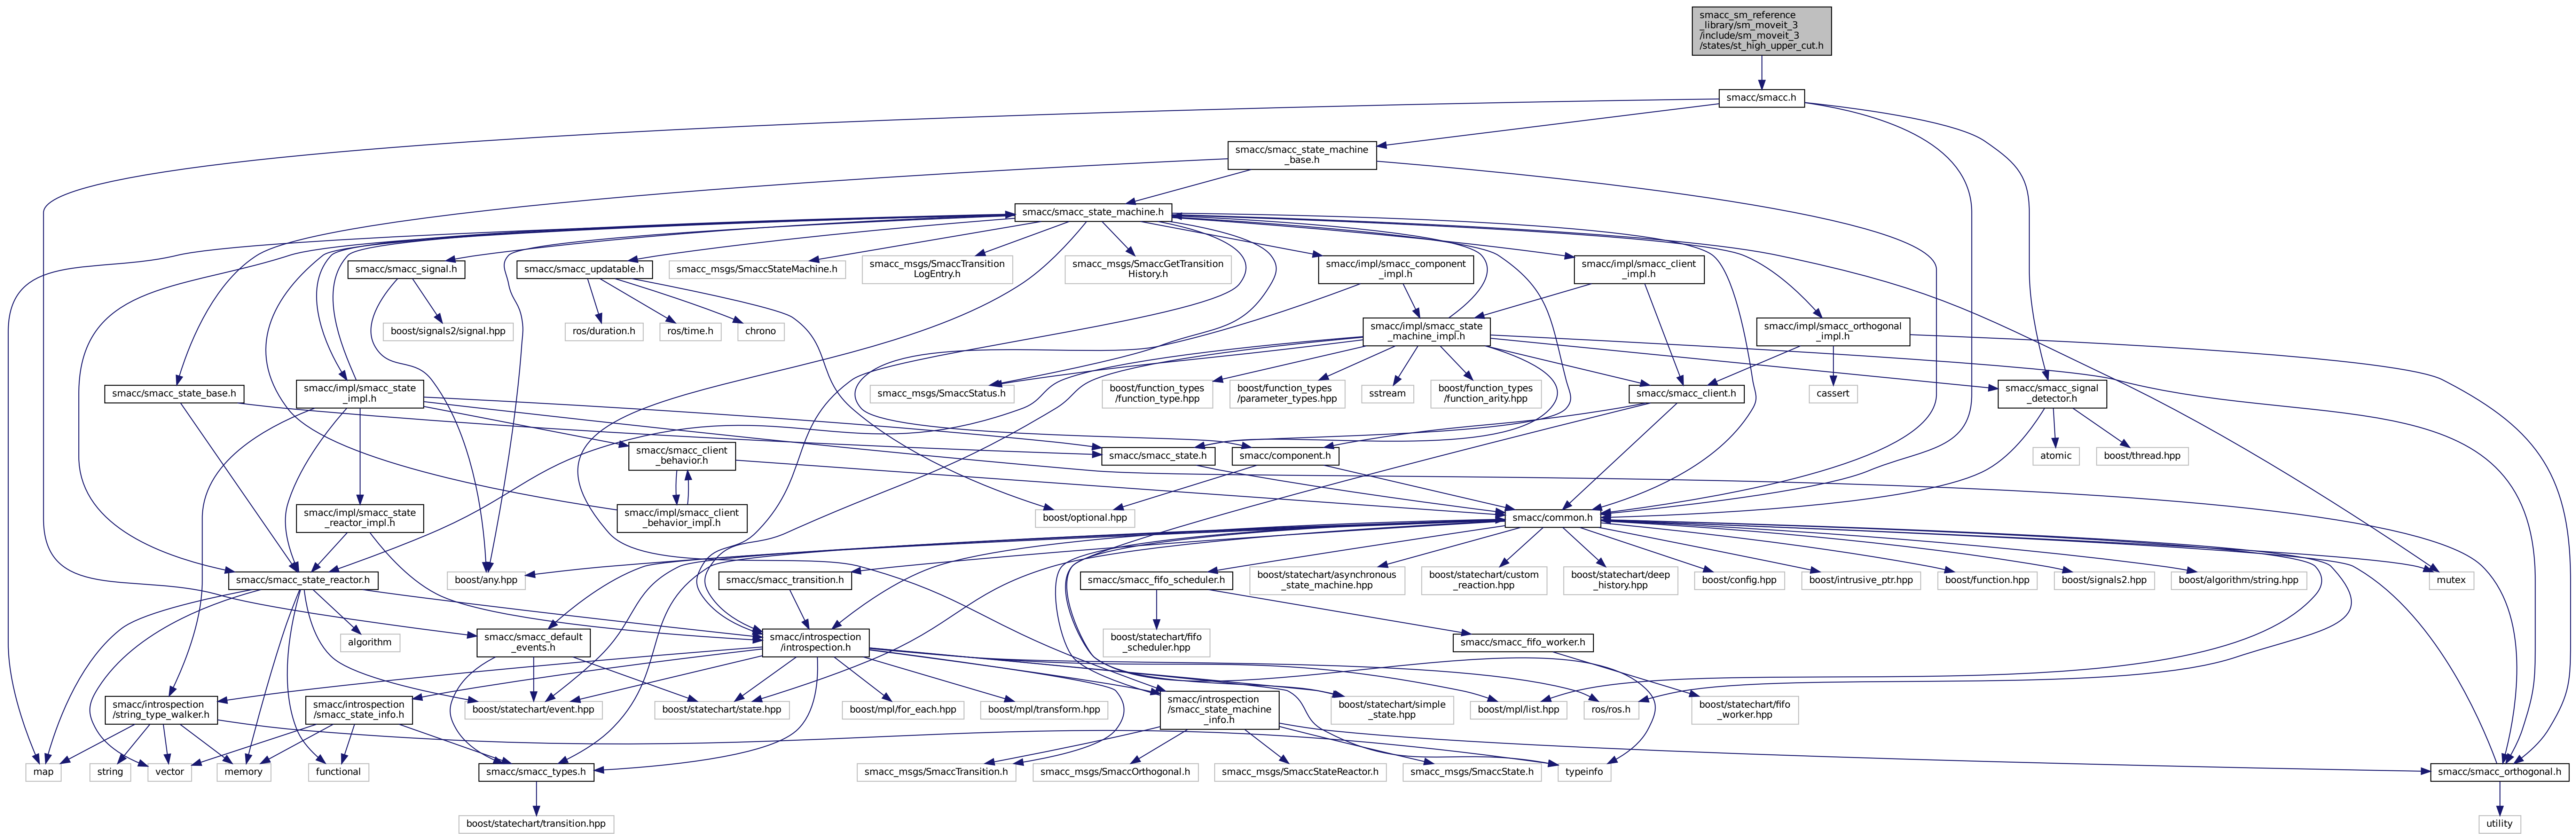 smacc_sm_reference
_library/sm_moveit_3
/include/sm_moveit_3
/states/st_high_upper_cut.h
smacc/smacc.h
smacc/smacc_state_machine
_base.h
smacc/smacc_state_machine.h
smacc/smacc_signal.h
smacc/smacc_updatable.h
smacc_msgs/SmaccStateMachine.h
smacc_msgs/SmaccTransition
LogEntry.h
smacc_msgs/SmaccGetTransition
History.h
smacc/impl/smacc_component
_impl.h
smacc/impl/smacc_client
_impl.h
boost/signals2/signal.hpp
ros/duration.h
ros/time.h
chrono
smacc/impl/smacc_state
_machine_impl.h
smacc/impl/smacc_orthogonal
_impl.h
smacc/smacc_state_base.h
smacc/impl/smacc_state
_impl.h
smacc_msgs/SmaccStatus.h
boost/function_types
/function_type.hpp
boost/function_types
/parameter_types.hpp
sstream
boost/function_types
/function_arity.hpp
smacc/smacc_client.h
cassert
smacc/smacc_signal
_detector.h
smacc/smacc_client
_behavior.h
smacc/smacc_state.h
smacc/component.h
atomic
boost/thread.hpp
smacc/impl/smacc_state
_reactor_impl.h
smacc/impl/smacc_client
_behavior_impl.h
boost/optional.hpp
smacc/common.h
smacc/smacc_state_reactor.h
boost/any.hpp
smacc/smacc_transition.h
smacc/smacc_fifo_scheduler.h
boost/statechart/asynchronous
_state_machine.hpp
boost/statechart/custom
_reaction.hpp
boost/statechart/deep
_history.hpp
boost/config.hpp
boost/intrusive_ptr.hpp
boost/function.hpp
boost/signals2.hpp
boost/algorithm/string.hpp
mutex
algorithm
smacc/smacc_default
_events.h
smacc/introspection
/introspection.h
boost/statechart/fifo
_scheduler.hpp
smacc/smacc_fifo_worker.h
smacc/introspection
/string_type_walker.h
smacc/introspection
/smacc_state_info.h
boost/statechart/event.hpp
boost/statechart/state.hpp
boost/mpl/for_each.hpp
boost/mpl/transform.hpp
smacc/introspection
/smacc_state_machine
_info.h
boost/statechart/simple
_state.hpp
boost/mpl/list.hpp
ros/ros.h
boost/statechart/fifo
_worker.hpp
map
string
vector
memory
functional
smacc/smacc_types.h
smacc_msgs/SmaccTransition.h
smacc_msgs/SmaccOrthogonal.h
smacc_msgs/SmaccStateReactor.h
smacc_msgs/SmaccState.h
typeinfo
smacc/smacc_orthogonal.h
boost/statechart/transition.hpp
utility